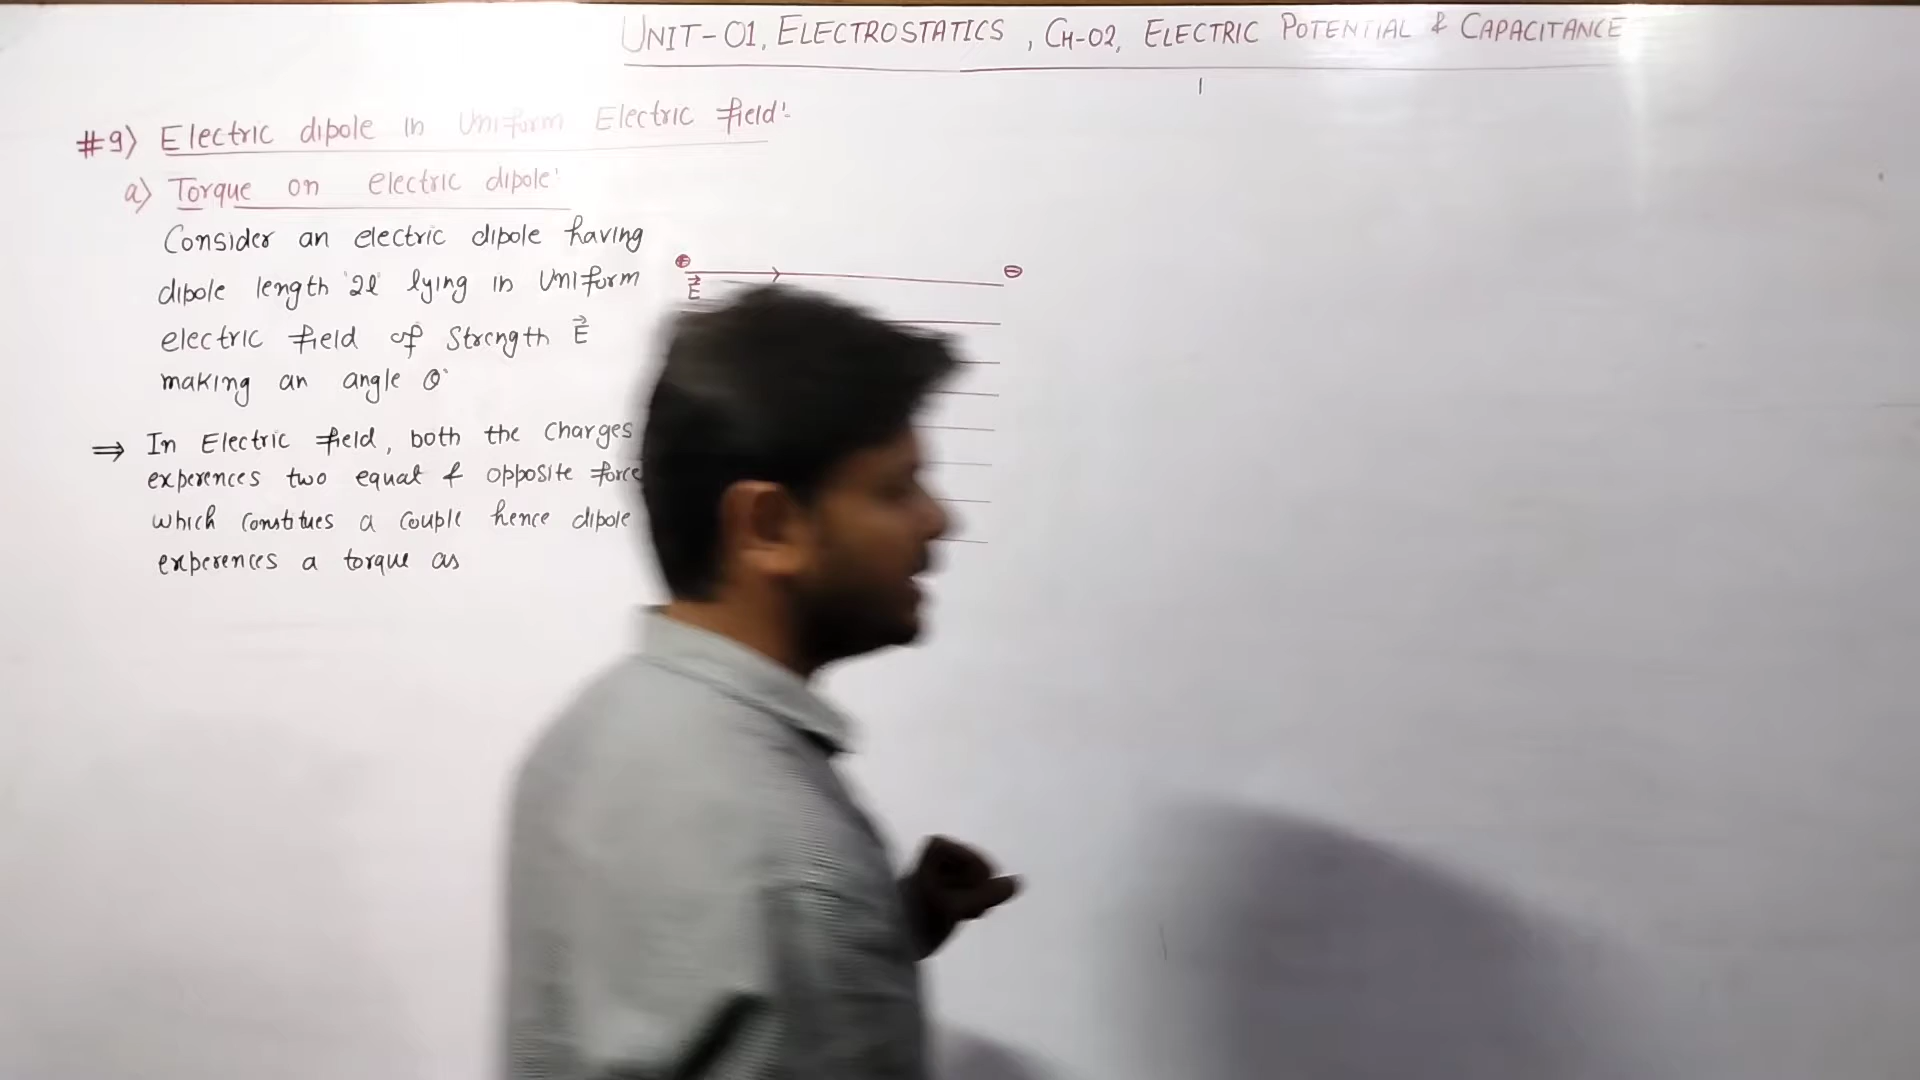 UNIT-01, ELECTROSTATICS, CH-02, ELECTRIC POTENTIAL & CAPACITANCE
#9) Electric dipole in Uniform Electric field:-
a) Torque on electric dipole:
Consider an electric dipole having
dipole length '2l' lying in Uniform
electric field of Strength E⃗
making an angle θ°
⊕ ⊖
E⃗
⇒ In Electric field, both the Charges
experences two equal & opposite force
which constitues a couple hence dipole
experences a torque as